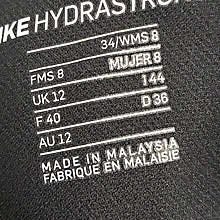 IKE HYDRASTRO
34/WMS 8
FMS 8 MUJER 8
UK 12 144
F 40 D 36
AU 12
MADE IN MALAYSIA
FABRIQUE EN MALAISIE